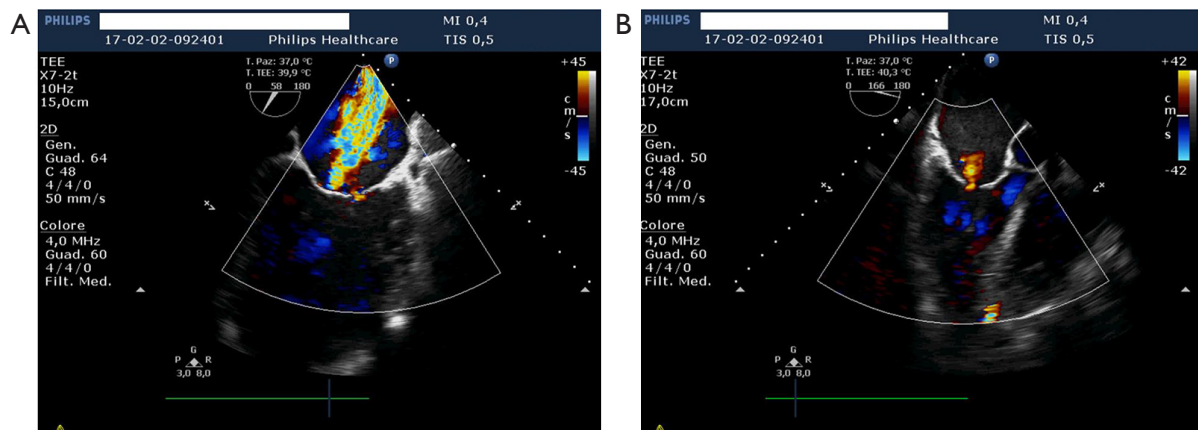 A
PHILIPS
MI 0,4
17-02-02-092401 Philips Healthcare TIS 0,5
TEE
X7-2t
10Hz
15,0cm
2D
Gen.
Guad. 64
C 48
4/4/0
50 mm/s
Colore
4,0 MHz
Guad. 60
4/4/0
Filt. Med.
T. Paz: 37,0 °C
T. TEE: 39,9 °C
0 58 180
P
+45
cm/s
-45
G
P R
3,0 8,0
B
PHILIPS
MI 0,4
17-02-02-092401 Philips Healthcare TIS 0,5
TEE
X7-2t
10Hz
17,0cm
2D
Gen.
Guad. 50
C 48
4/4/0
50 mm/s
Colore
4,0 MHz
Guad. 60
4/4/0
Filt. Med.
T. Paz: 37,0 °C
T. TEE: 40,3 °C
0 166 180
P
+42
cm/s
-42
G
P R
3,0 8,0